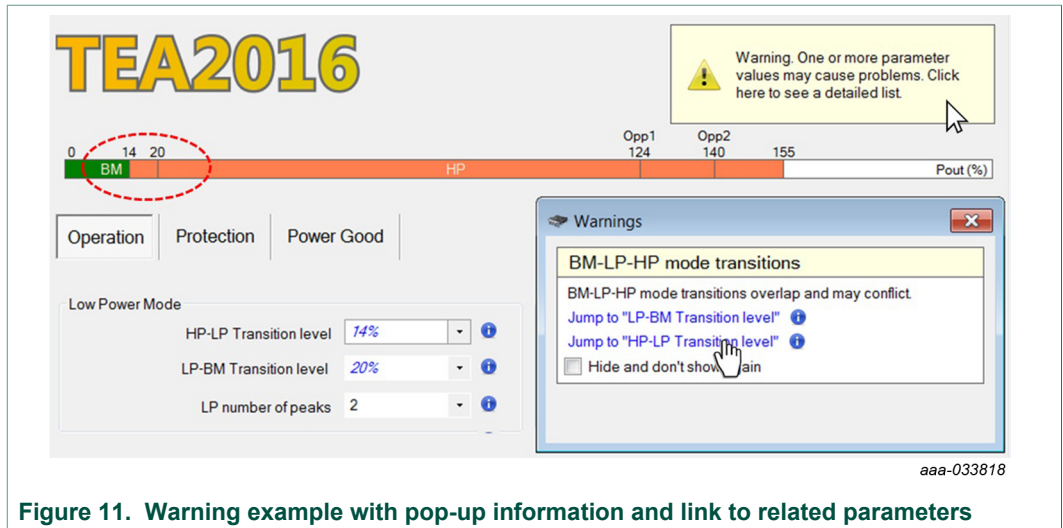 TEA2016
Warning. One or more parameter
values may cause problems. Click
here to see a detailed list.
Opp1 Opp2
0 14 20 124 140 155
BM HP Pout (%)
Operation Protection Power Good
Low Power Mode
HP-LP Transition level 14%
LP-BM Transition level 20%
LP number of peaks 2
Warnings
BM-LP-HP mode transitions
BM-LP-HP mode transitions overlap and may conflict.
Jump to "LP-BM Transition level"
Jump to "HP-LP Transition level"
Hide and don't show again
aaa-033818
Figure 11. Warning example with pop-up information and link to related parameters